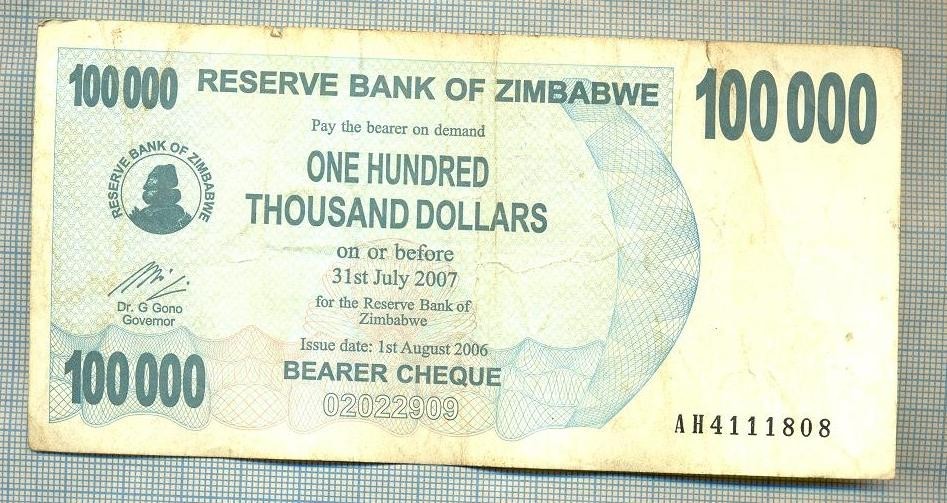 100 000 RESERVE BANK OF ZIMBABWE 100 000
Pay the bearer on demand
ONE HUNDRED
THOUSAND DOLLARS
RESERVE BANK OF ZIMBABWE
on or before
31st July 2007
for the Reserve Bank of
Zimbabwe
Dr. G Gono
Governor
Issue date: 1st August 2006
100 000
BEARER CHEQUE
02022909
AH4111808